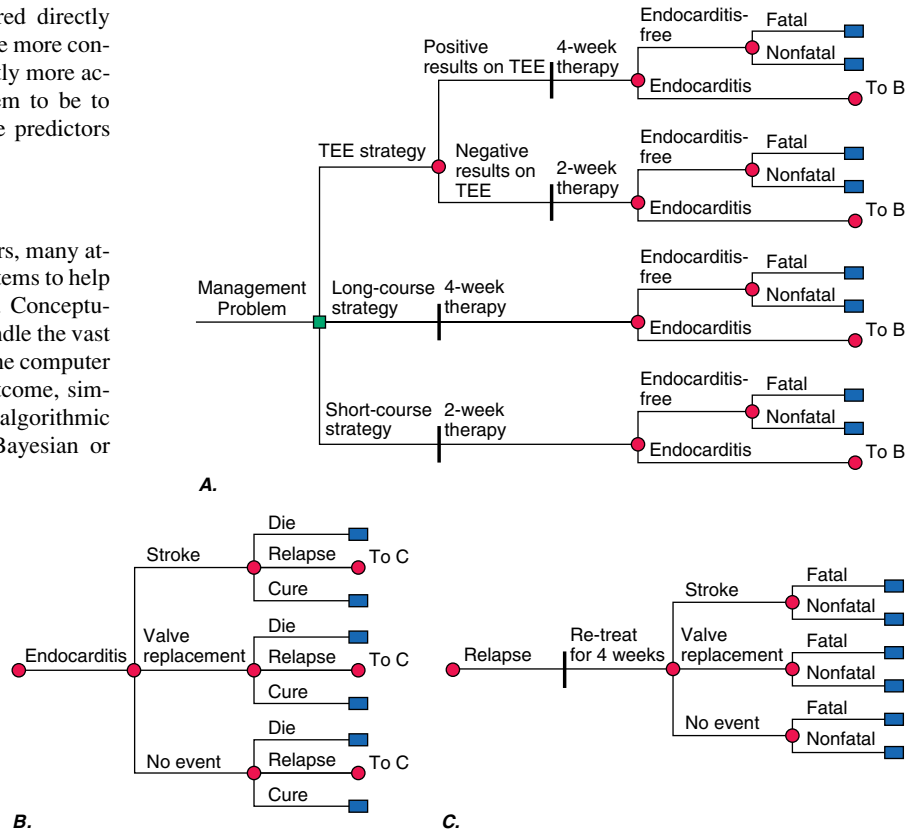 red directly
e more con-
tly more ac-
em to be to
e predictors
rs, many at-
tems to help
. Conceptu-
ndle the vast
ne computer
tcome, sim-
algorithmic
Bayesian or
Management
Problem
TEE strategy
Positive
results on TEE
4-week
therapy
Endocarditis-
free
Fatal
Nonfatal
Endocarditis
To B
Negative
results on
TEE
2-week
therapy
Endocarditis-
free
Fatal
Nonfatal
Endocarditis
To B
Long-course
strategy
4-week
therapy
Endocarditis-
free
Fatal
Nonfatal
Endocarditis
To B
Short-course
strategy
2-week
therapy
Endocarditis-
free
Fatal
Nonfatal
Endocarditis
To B
A.
Endocarditis
Stroke
Die
Relapse
To C
Cure
Valve
replacement
Die
Relapse
To C
Cure
No event
Die
Relapse
To C
Cure
B.
Relapse
Re-treat
for 4 weeks
Stroke
Fatal
Nonfatal
Valve
replacement
Fatal
Nonfatal
No event
Fatal
Nonfatal
C.